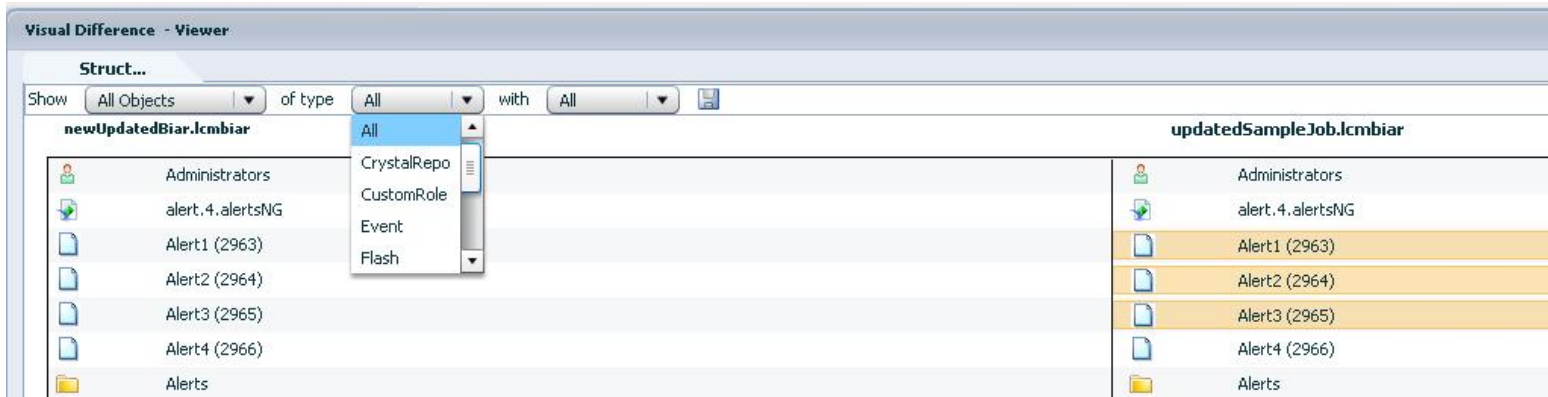 Visual Difference - Viewer
Struct...
Show All Objects of type All with All
newUpdatedBiar.lcmbiar updatedSampleJob.lcmbiar
All
CrystalRepo
CustomRole
Event
Flash
Administrators Administrators
alert.4.alertsNG alert.4.alertsNG
Alert1 (2963) Alert1 (2963)
Alert2 (2964) Alert2 (2964)
Alert3 (2965) Alert3 (2965)
Alert4 (2966) Alert4 (2966)
Alerts Alerts